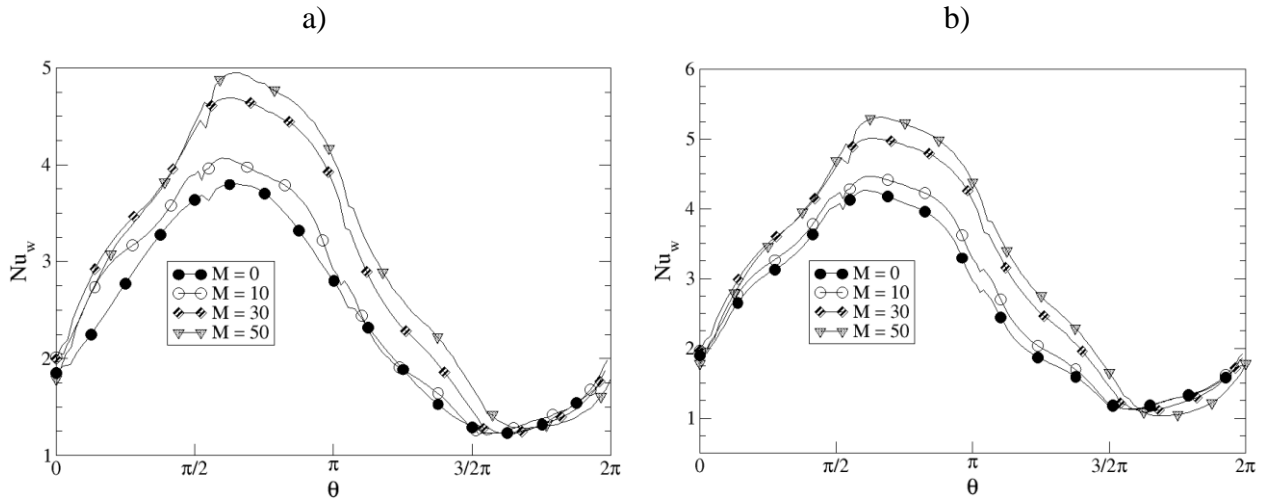 a)
b)
5
4
3
2
1
Nu_w
0
π/2
π
3/2π
2π
θ
M = 0
M = 10
M = 30
M = 50
6
5
4
3
2
1
Nu_w
0
π/2
π
3/2π
2π
θ
M = 0
M = 10
M = 30
M = 50